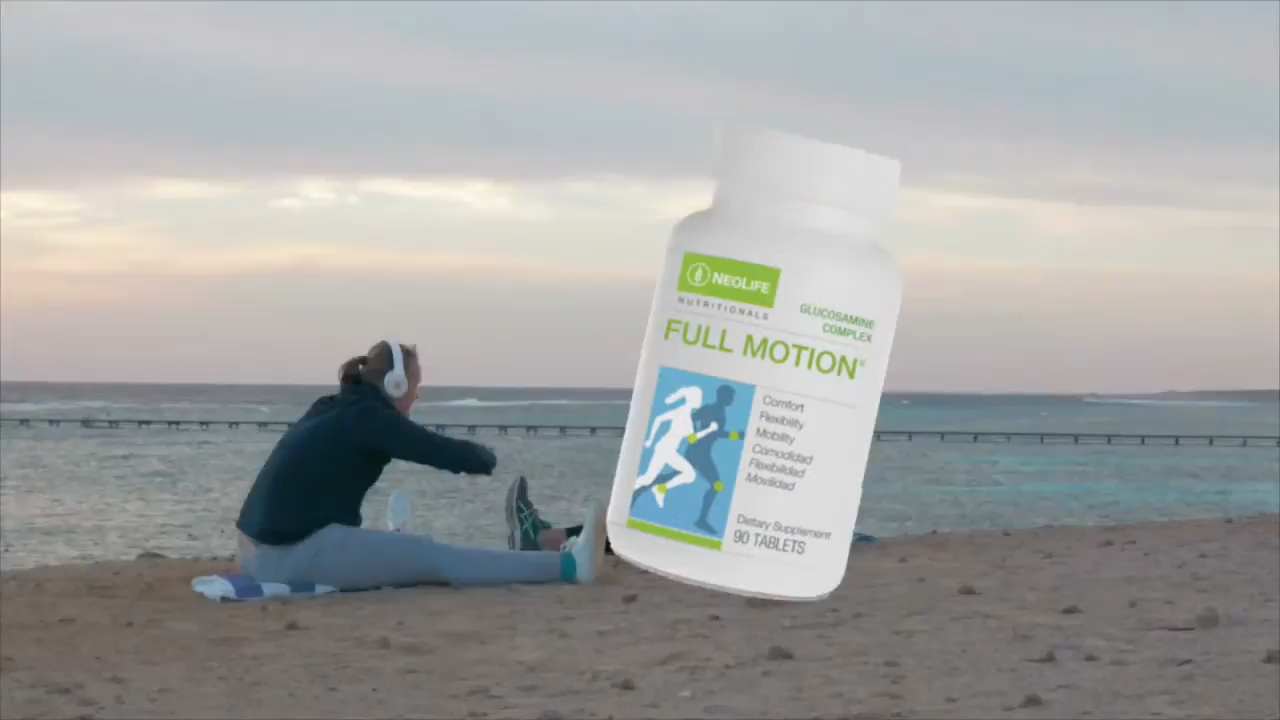 NEOLIFE
NUTRITIONALS
GLUCOSAMINE
COMPLEX
FULL MOTION®
Comfort
Flexibility
Mobility
Comodidad
Flexibilidad
Movilidad
Dietary Supplement
90 TABLETS